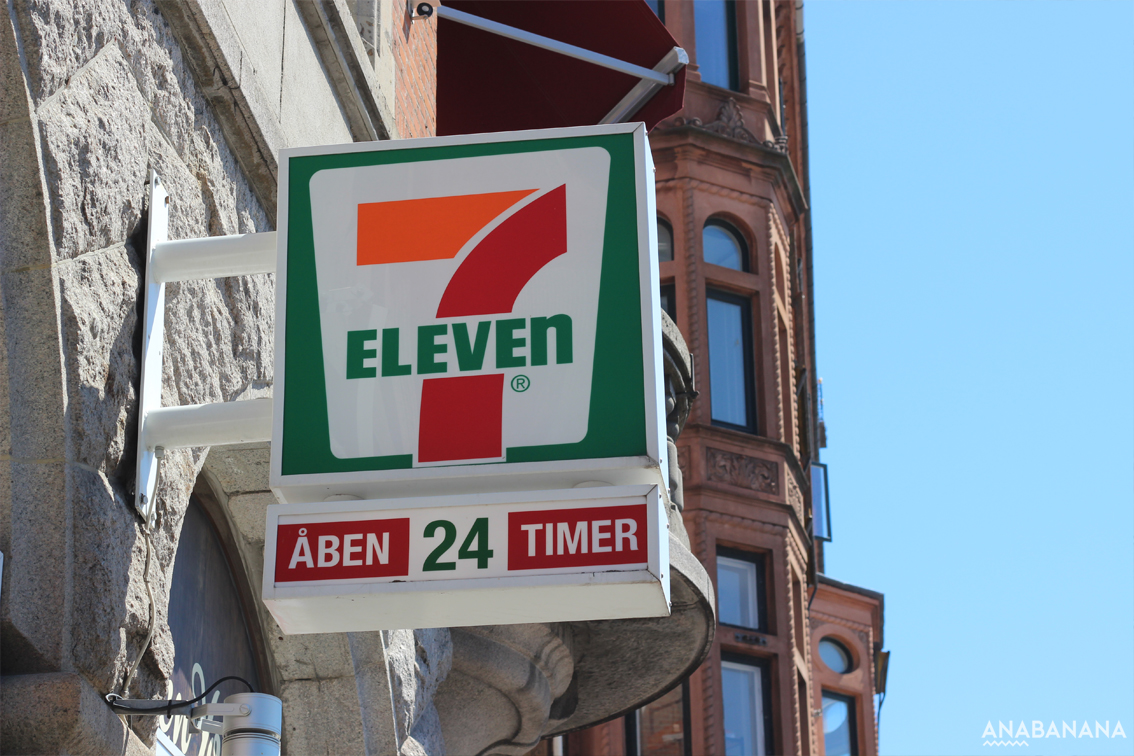 7
ELEVEn
®
ÅBEN 24 TIMER
ANABANANA